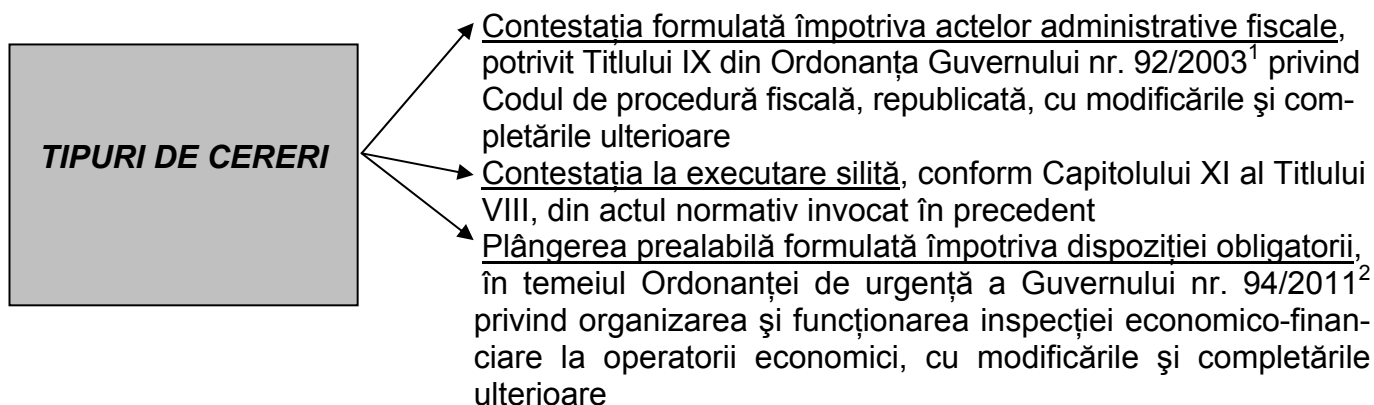 TIPURI DE CERERI
Contestația formulată împotriva actelor administrative fiscale,
potrivit Titlului IX din Ordonanța Guvernului nr. 92/2003¹ privind
Codul de procedură fiscală, republicată, cu modificările şi com-
pletările ulterioare
Contestația la executare silită, conform Capitolului XI al Titlului
VIII, din actul normativ invocat în precedent
Plângerea prealabilă formulată împotriva dispoziției obligatorii,
în temeiul Ordonanței de urgență a Guvernului nr. 94/2011²
privind organizarea şi funcționarea inspecției economico-finan-
ciare la operatorii economici, cu modificările şi completările
ulterioare